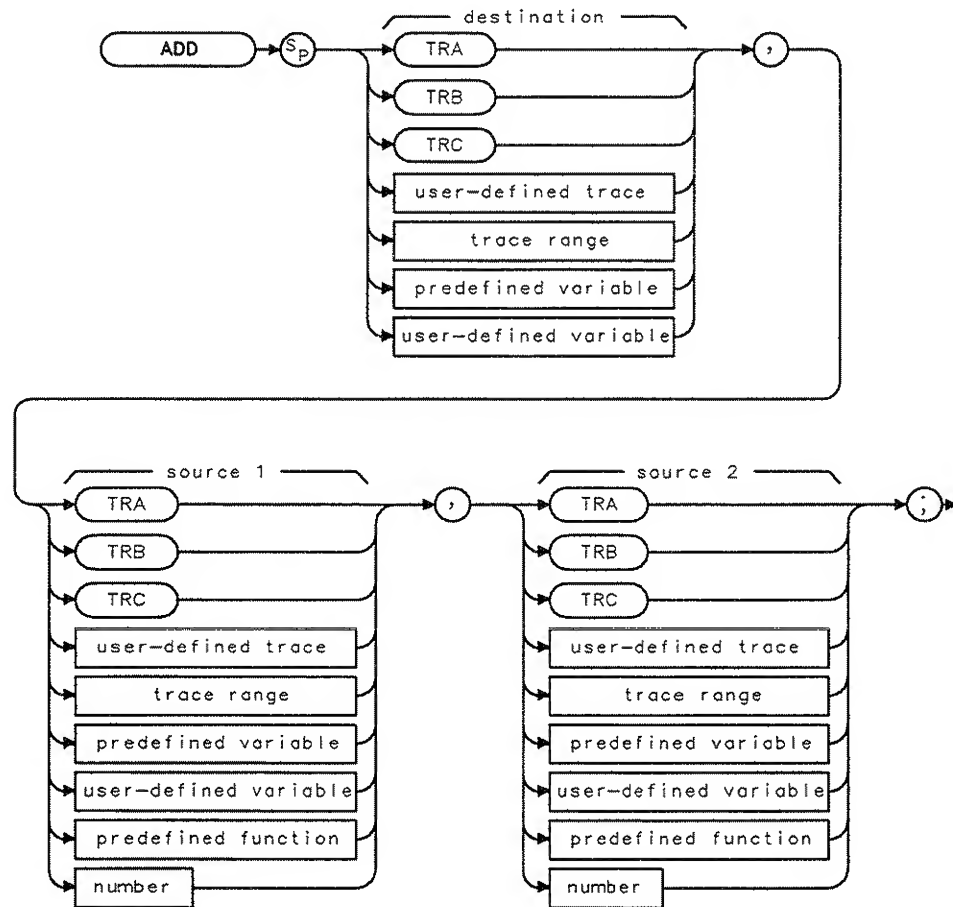 destination
ADD SP TRA ,
TRB
TRC
user-defined trace
trace range
predefined variable
user-defined variable
source 1
TRA ,
TRB
TRC
user-defined trace
trace range
predefined variable
user-defined variable
predefined function
number
source 2
TRA ;
TRB
TRC
user-defined trace
trace range
predefined variable
user-defined variable
predefined function
number